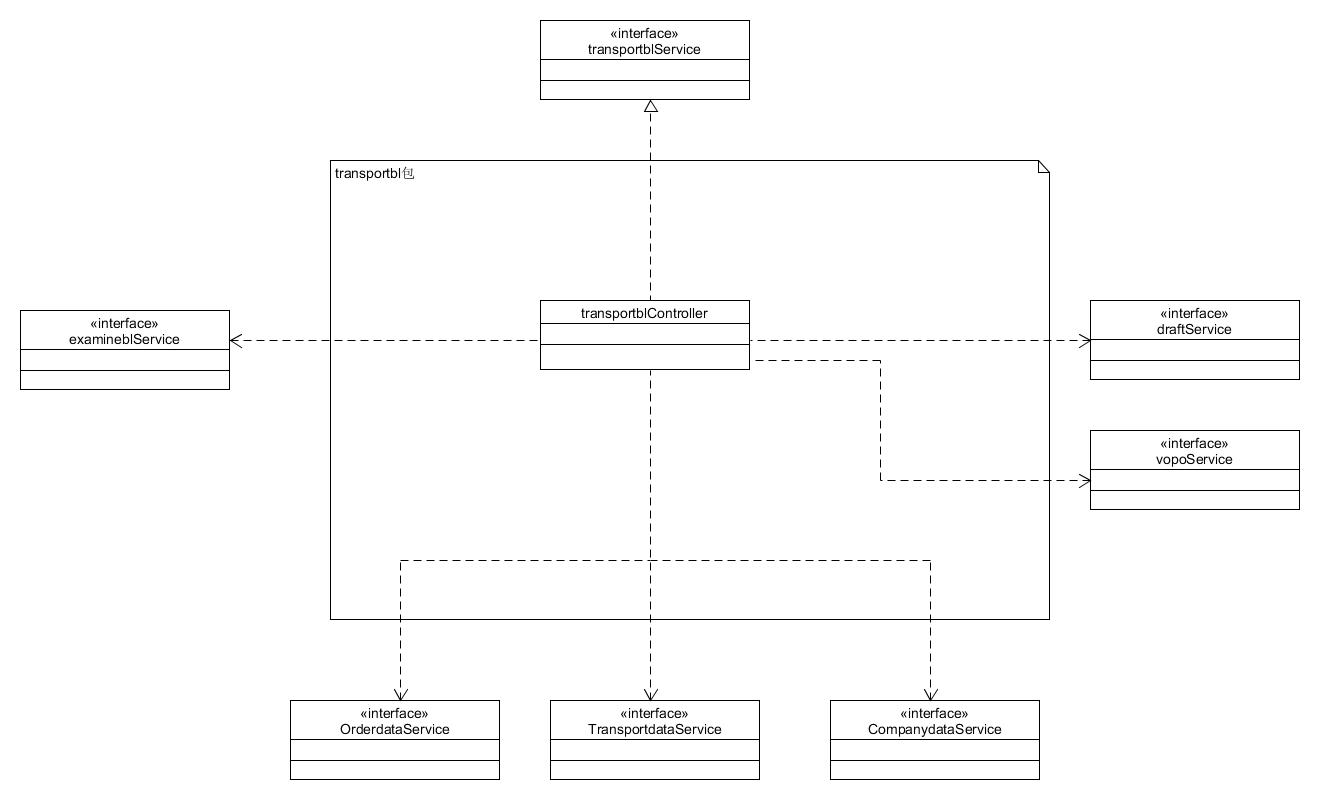 «interface»
transportblService
transportbl包
transportblController
«interface»
examineblService
«interface»
draftService
«interface»
vopoService
«interface»
OrderdataService
«interface»
TransportdataService
«interface»
CompanydataService